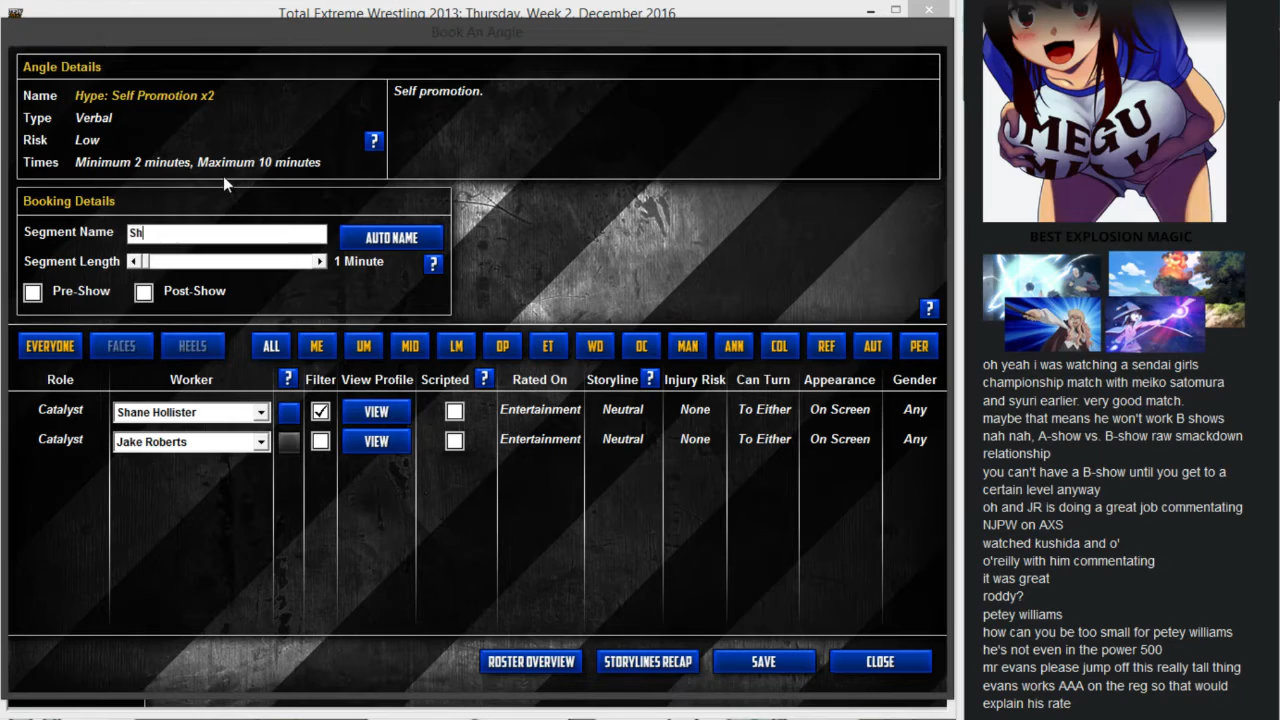 Total Extreme Wrestling 2013: Thursday, Week 2, December 2016
Book An Angle
Angle Details
Name Hype: Self Promotion x2
Type Verbal
Risk Low
?
Times Minimum 2 minutes, Maximum 10 minutes
Self promotion.
Booking Details
Segment Name Sh AUTO NAME
Segment Length 1 Minute ?
Pre-Show Post-Show
?
EVERYONE FACES HEELS ALL ME UM MID LM OP ET WO OC MAN ANN COL REF AUT PER
Role Worker ? Filter View Profile Scripted ? Rated On Storyline ? Injury Risk Can Turn Appearance Gender
Catalyst Shane Hollister VIEW Entertainment Neutral None To Either On Screen Any
Catalyst Jake Roberts VIEW Entertainment Neutral None To Either On Screen Any
ROSTER OVERVIEW STORYLINES RECAP SAVE CLOSE
MEGU
BEST EXPLOSION MAGIC
oh yeah i was watching a sendai girls
championship match with meiko satomura
and syuri earlier. very good match.
maybe that means he won't work B shows
nah nah, A-show vs. B-show raw smackdown
relationship
you can't have a B-show until you get to a
certain level anyway
oh and JR is doing a great job commentating
NJPW on AXS
watched kushida and o'
o'reilly with him commentating
it was great
roddy?
petey williams
how can you be too small for petey williams
he's not even in the power 500
mr evans please jump off this really tall thing
evans works AAA on the reg so that would
explain his rate